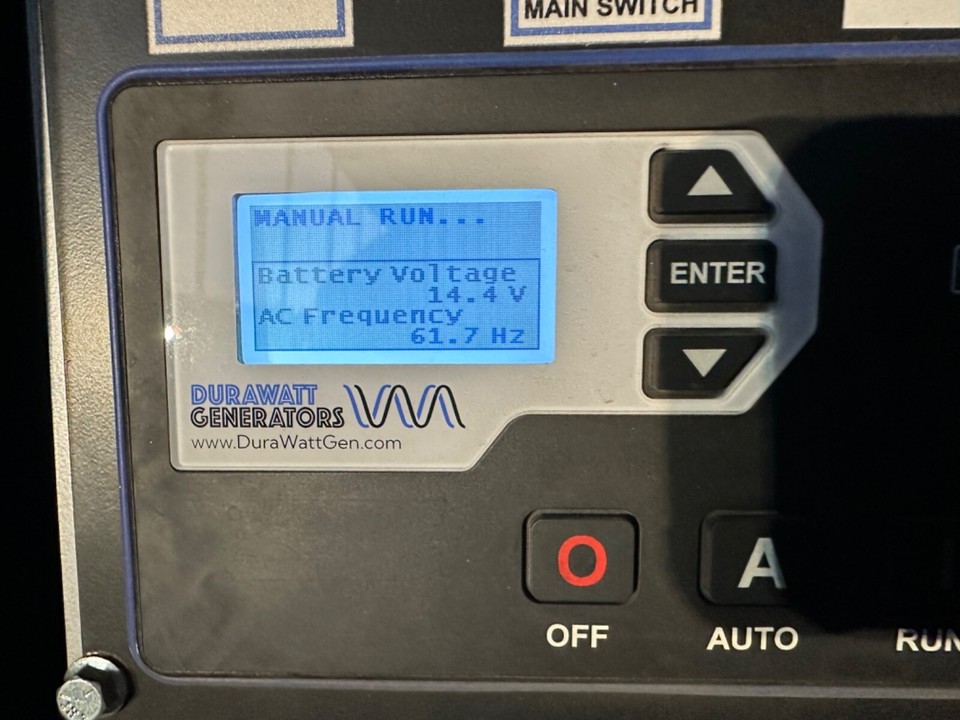 MAIN SWITCH
MANUAL RUN...
Battery Voltage
14.4 V
AC Frequency
61.7 Hz
ENTER
DURAWATT
GENERATORS
www.DuraWattGen.com
O
A
OFF
AUTO
RUN